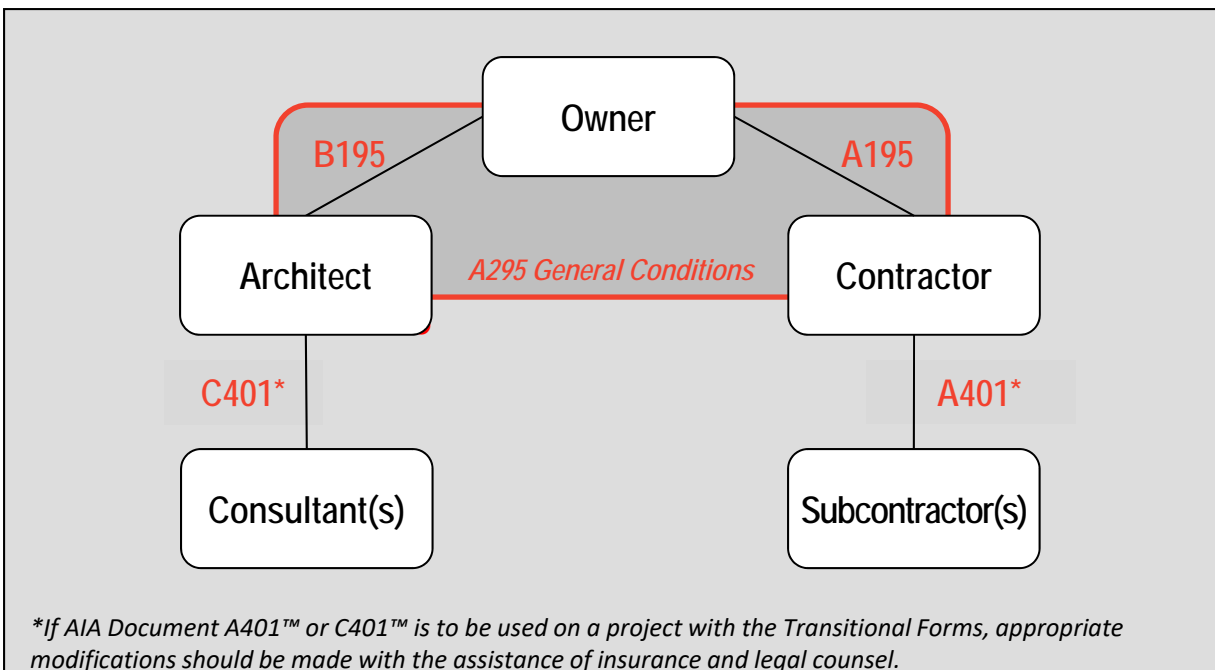 Owner
B195
A195
Architect
A295 General Conditions
Contractor
C401*
A401*
Consultant(s)
Subcontractor(s)
*If AIA Document A401™ or C401™ is to be used on a project with the Transitional Forms, appropriate
modifications should be made with the assistance of insurance and legal counsel.